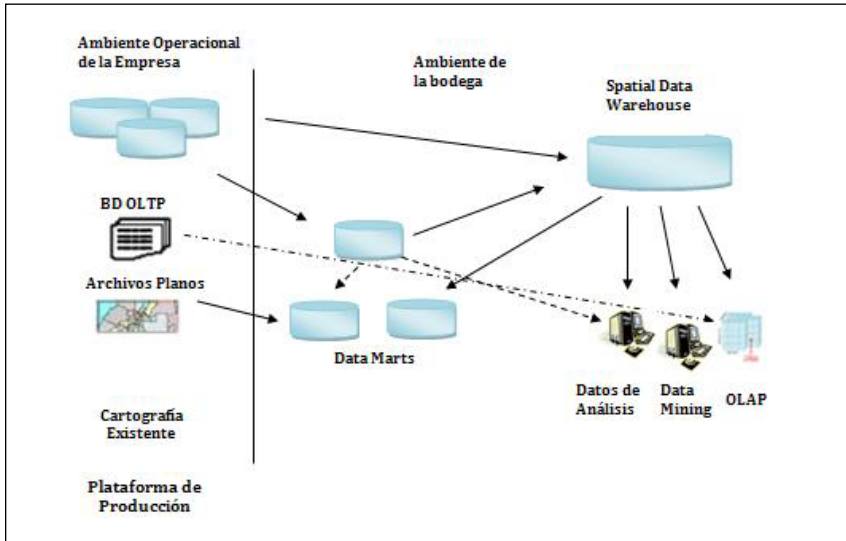 Ambiente Operacional
de la Empresa
Ambiente de
la bodega
Spatial Data
Warehouse
BD OLTP
Archivos Planos
Data Marts
Datos de
Análisis
Data
Mining
OLAP
Cartografía
Existente
Plataforma de
Producción